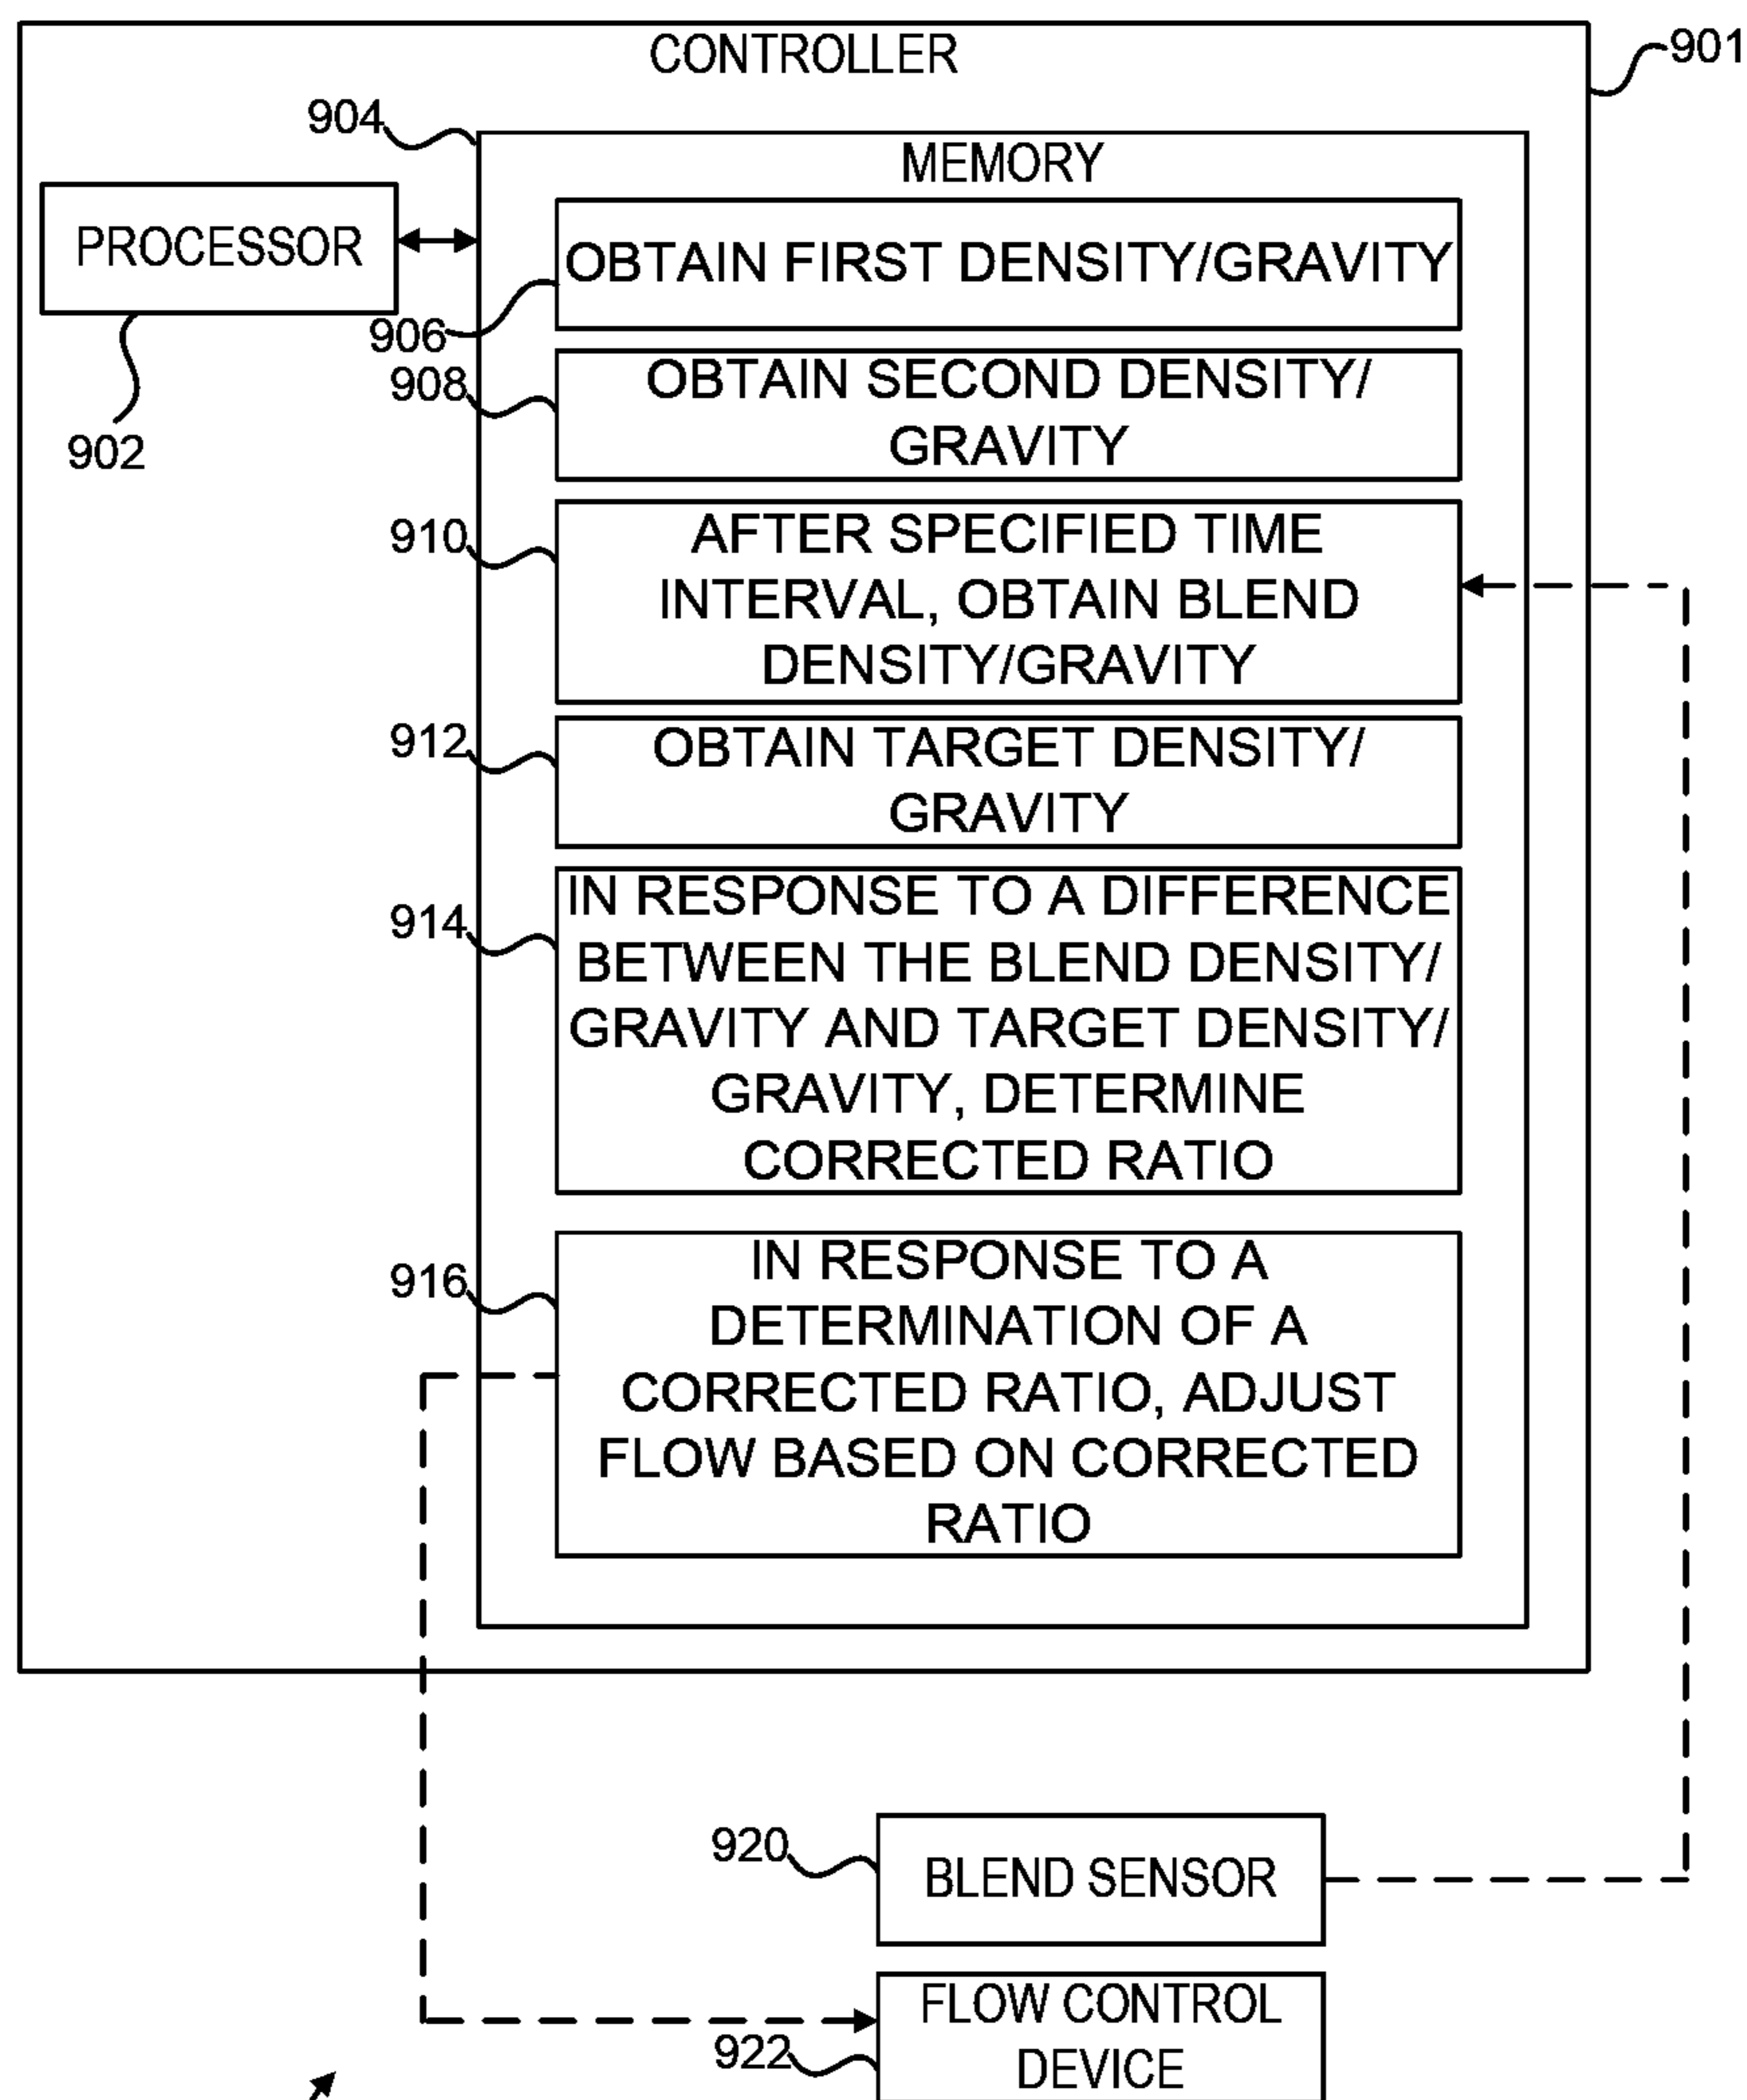 CONTROLLER
901
904
MEMORY
PROCESSOR
902
OBTAIN FIRST DENSITY/GRAVITY
906
908
OBTAIN SECOND DENSITY/
GRAVITY
910
AFTER SPECIFIED TIME
INTERVAL, OBTAIN BLEND
DENSITY/GRAVITY
912
OBTAIN TARGET DENSITY/
GRAVITY
914
IN RESPONSE TO A DIFFERENCE
BETWEEN THE BLEND DENSITY/
GRAVITY AND TARGET DENSITY/
GRAVITY, DETERMINE
CORRECTED RATIO
916
IN RESPONSE TO A
DETERMINATION OF A
CORRECTED RATIO, ADJUST
FLOW BASED ON CORRECTED
RATIO
920
BLEND SENSOR
922
FLOW CONTROL
DEVICE